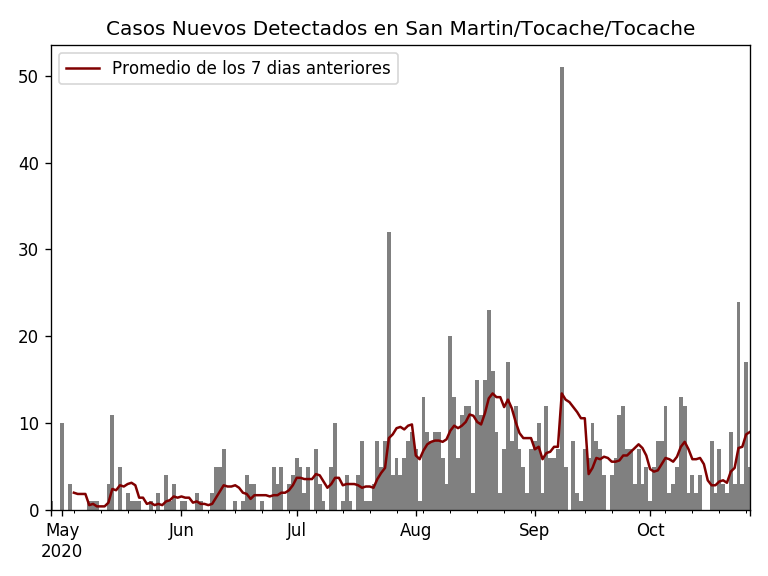 Casos Nuevos Detectados en San Martin/Tocache/Tocache
Promedio de los 7 dias anteriores
50
40
30
20
10
0
May Jun Jul Aug Sep Oct
2020